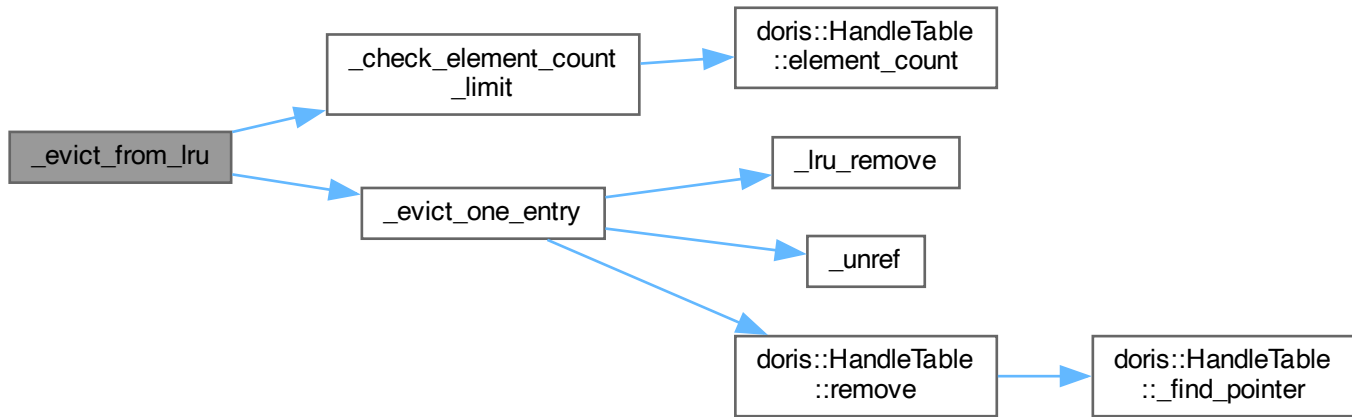 _evict_from_lru
_check_element_count
_limit
doris::HandleTable
::element_count
_evict_one_entry
_lru_remove
_unref
doris::HandleTable
::remove
doris::HandleTable
::_find_pointer